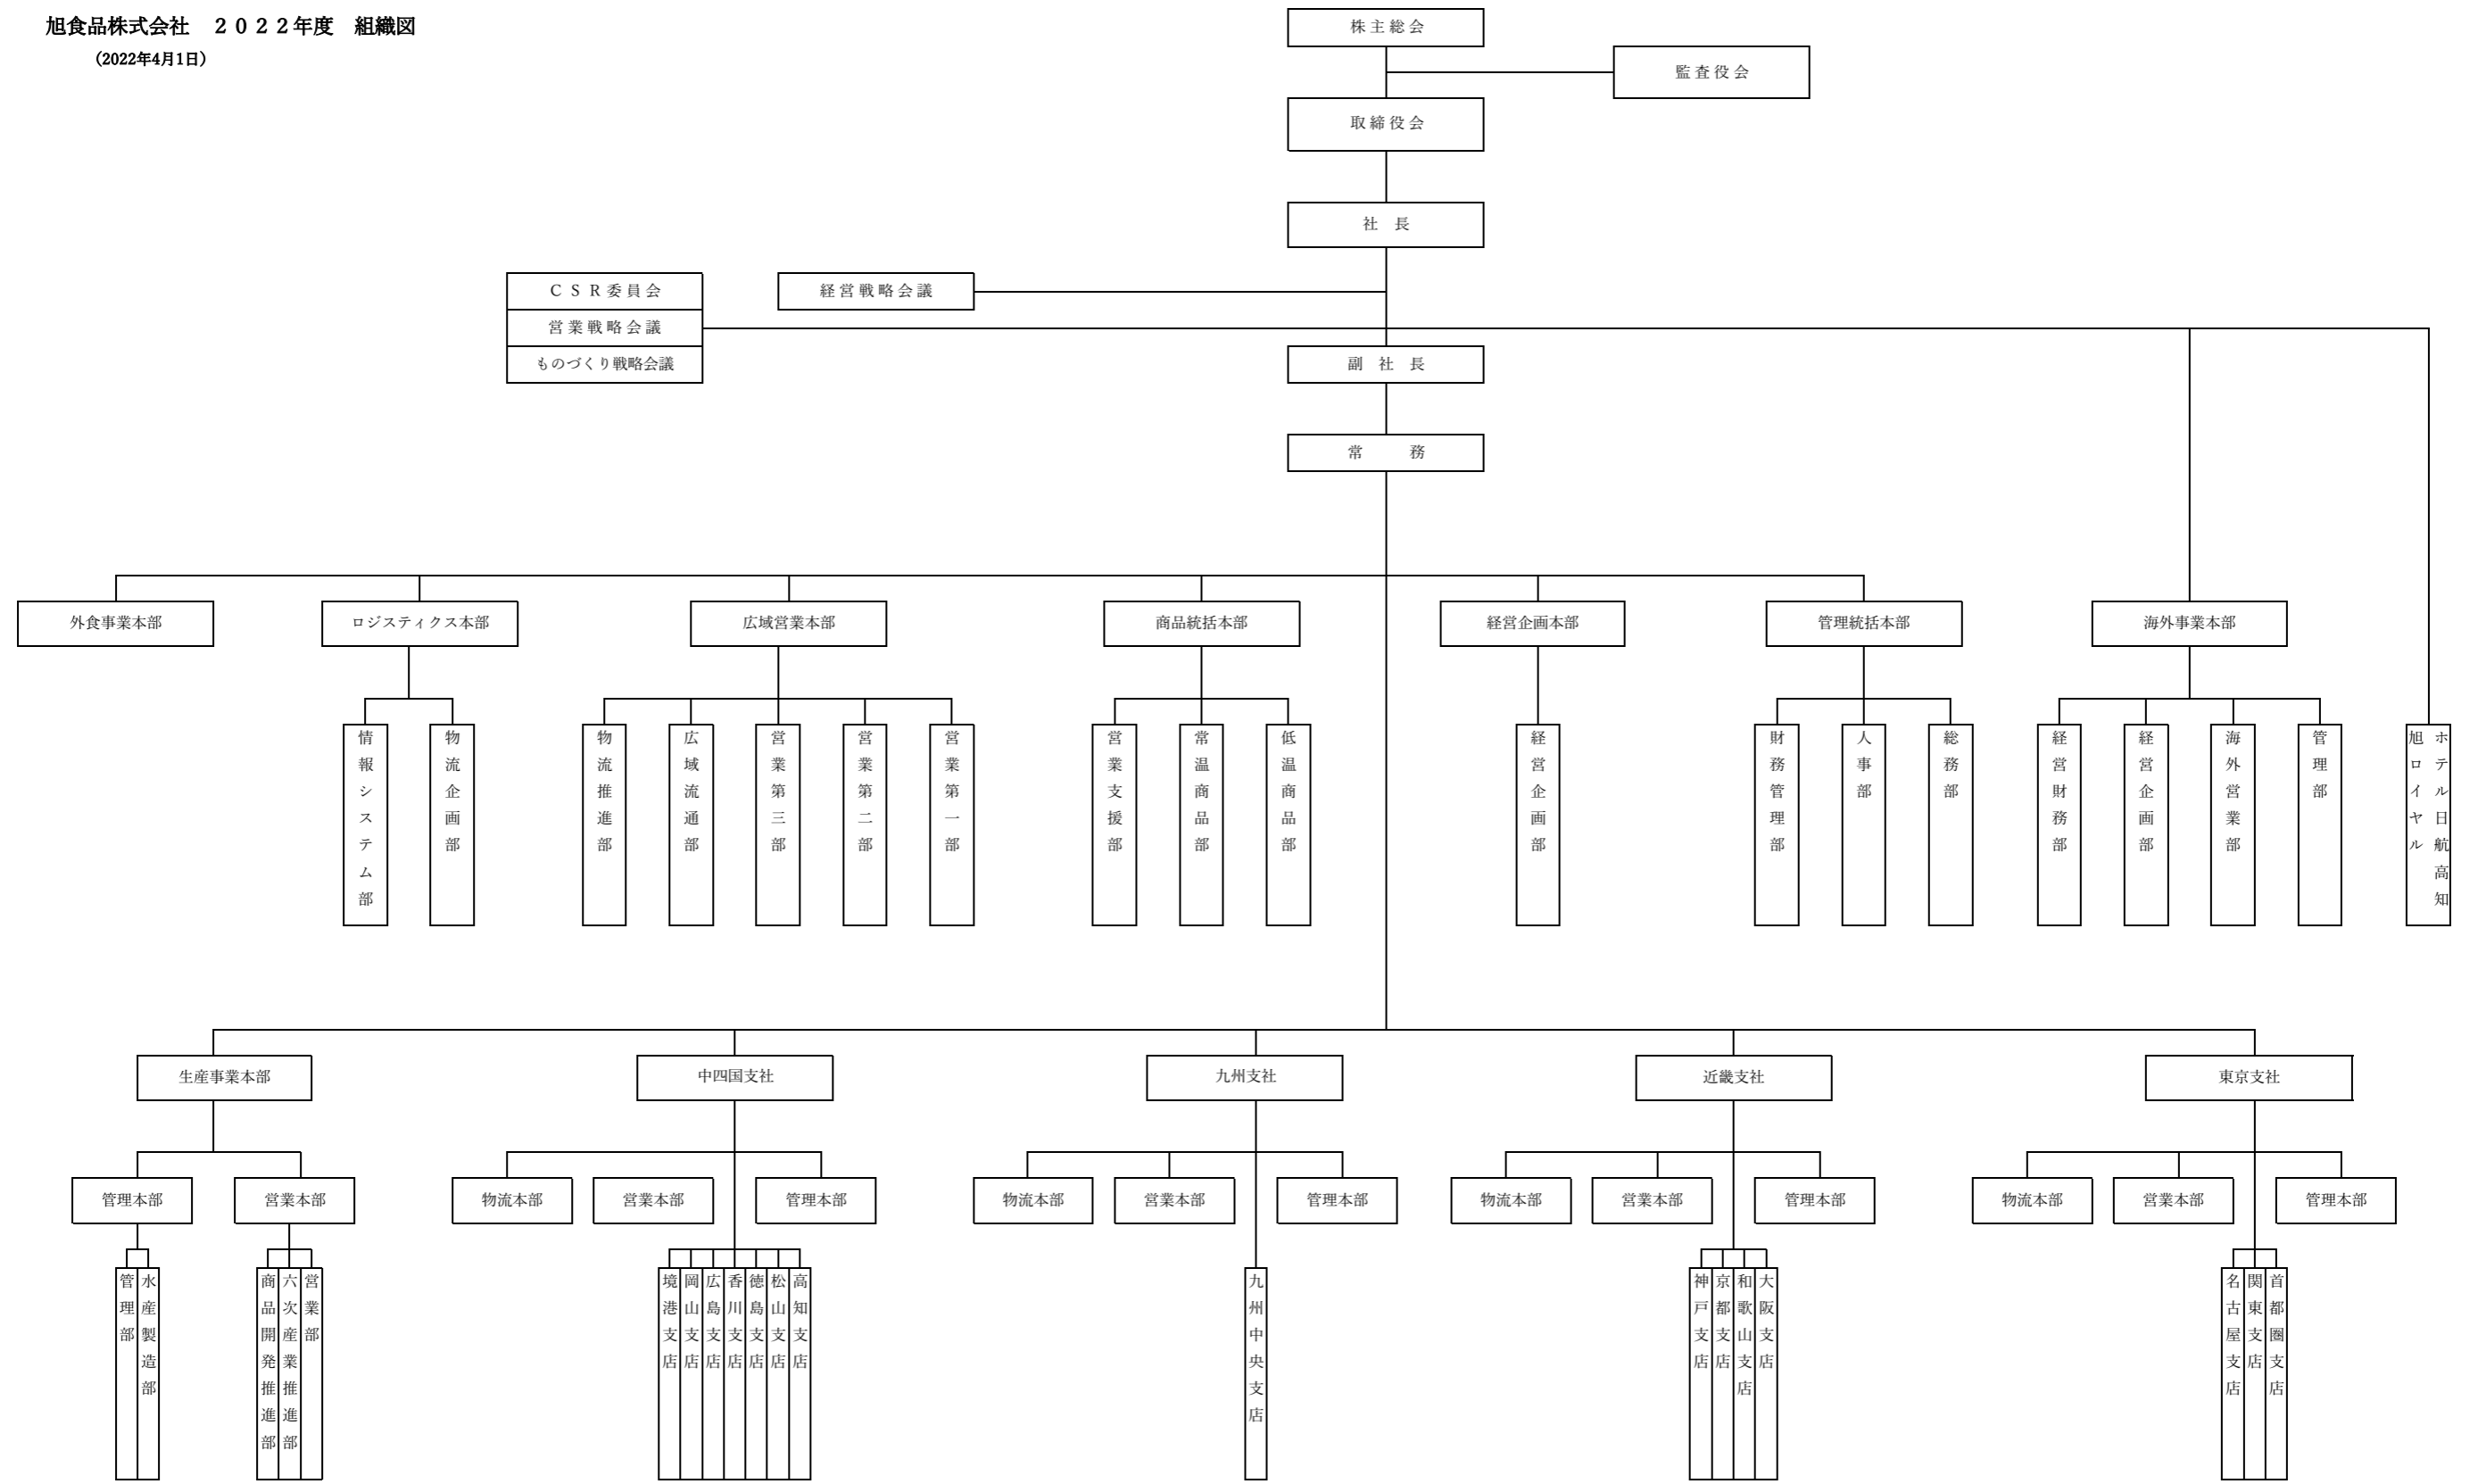 旭食品株式会社　２０２２年度　組織図
（2022年4月1日）
株主総会
監査役会
取締役会
社　長
ＣＳＲ委員会
経営戦略会議
営業戦略会議
ものづくり戦略会議
副　社　長
常　　　務
外食事業本部
ロジスティクス本部
広域営業本部
商品統括本部
経営企画本部
管理統括本部
海外事業本部
情報システム部
物流企画部
物流推進部
広域流通部
営業第三部
営業第二部
営業第一部
営業支援部
常温商品部
低温商品部
経営企画部
財務管理部
人事部
総務部
経営財務部
経営企画部
海外営業部
管理部
ホテル日航高知
旭ロイヤル
生産事業本部
中四国支社
九州支社
近畿支社
東京支社
管理本部
営業本部
物流本部
営業本部
管理本部
物流本部
営業本部
管理本部
物流本部
営業本部
管理本部
物流本部
営業本部
管理本部
管理部
水産製造部
商品開発推進部
六次産業推進部
営業部
境港支店
岡山支店
広島支店
香川支店
徳島支店
松山支店
高知支店
九州中央支店
神戸支店
京都支店
和歌山支店
大阪支店
名古屋支店
関東支店
首都圏支店